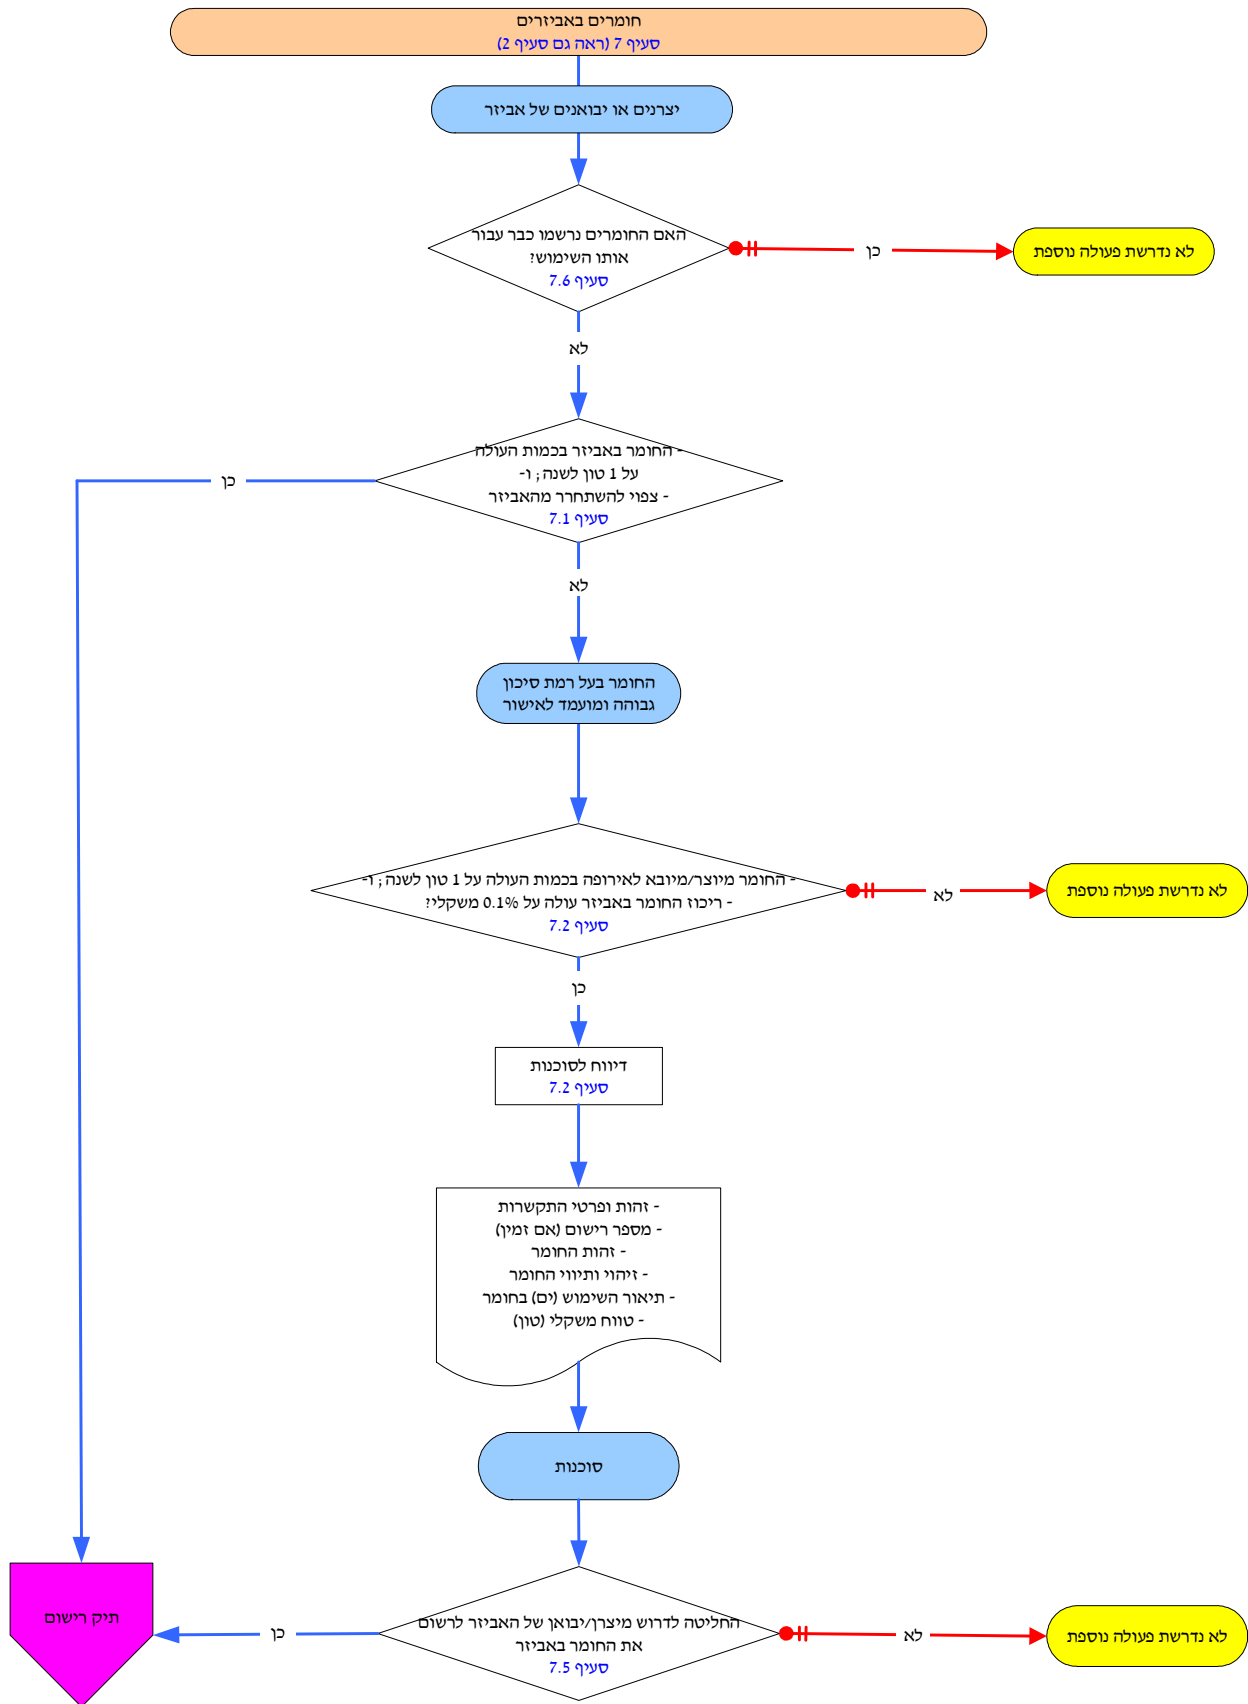 חומרים באביזרים
סעיף 7 (ראה גם סעיף 2)
יצרנים או יבואנים של אביזר
האם החומרים נרשמו כבר עבור
אותו השימוש?
סעיף 7.6
כן
לא נדרשת פעולה נוספת
לא
- החומר באביזר בכמות העולה
על 1 טון לשנה; ו-
- צפוי להשתחרר מהאביזר
סעיף 7.1
כן
לא
החומר בעל רמת סיכון
גבוהה ומועמד לאישור
- החומר מיוצר/מיובא לאירופה בכמות העולה על 1 טון לשנה; ו-
- ריכוז החומר באביזר עולה על 0.1% משקלי?
סעיף 7.2
לא
לא נדרשת פעולה נוספת
כן
דיווח לסוכנות
סעיף 7.2
- זהות ופרטי התקשרות
- מספר רישום (אם זמין)
- זהות החומר
- זיהוי ותיווי החומר
- תיאור השימוש (ים) בחומר
- טווח משקלי (טון)
סוכנות
החליטה לדרוש מיצרן/יבואן של האביזר לרשום
את החומר באביזר
סעיף 7.5
לא
לא נדרשת פעולה נוספת
כן
תיק רישום